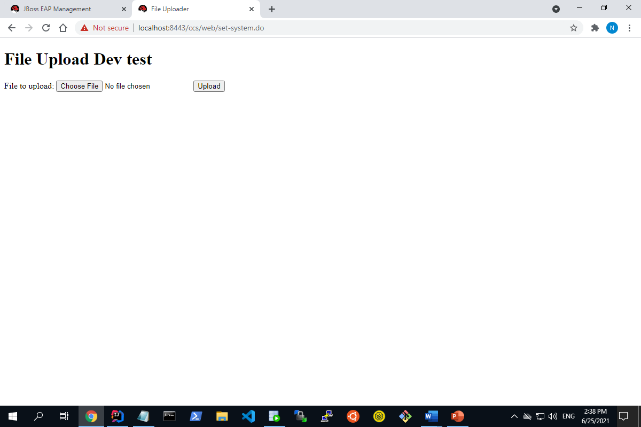 JBoss EAP Management
File Uploader
Not secure | localhost:8443/ccs/web/set-system.do
N
File Upload Dev test
File to upload: Choose File No file chosen Upload
ENG
2:38 PM
6/25/2021